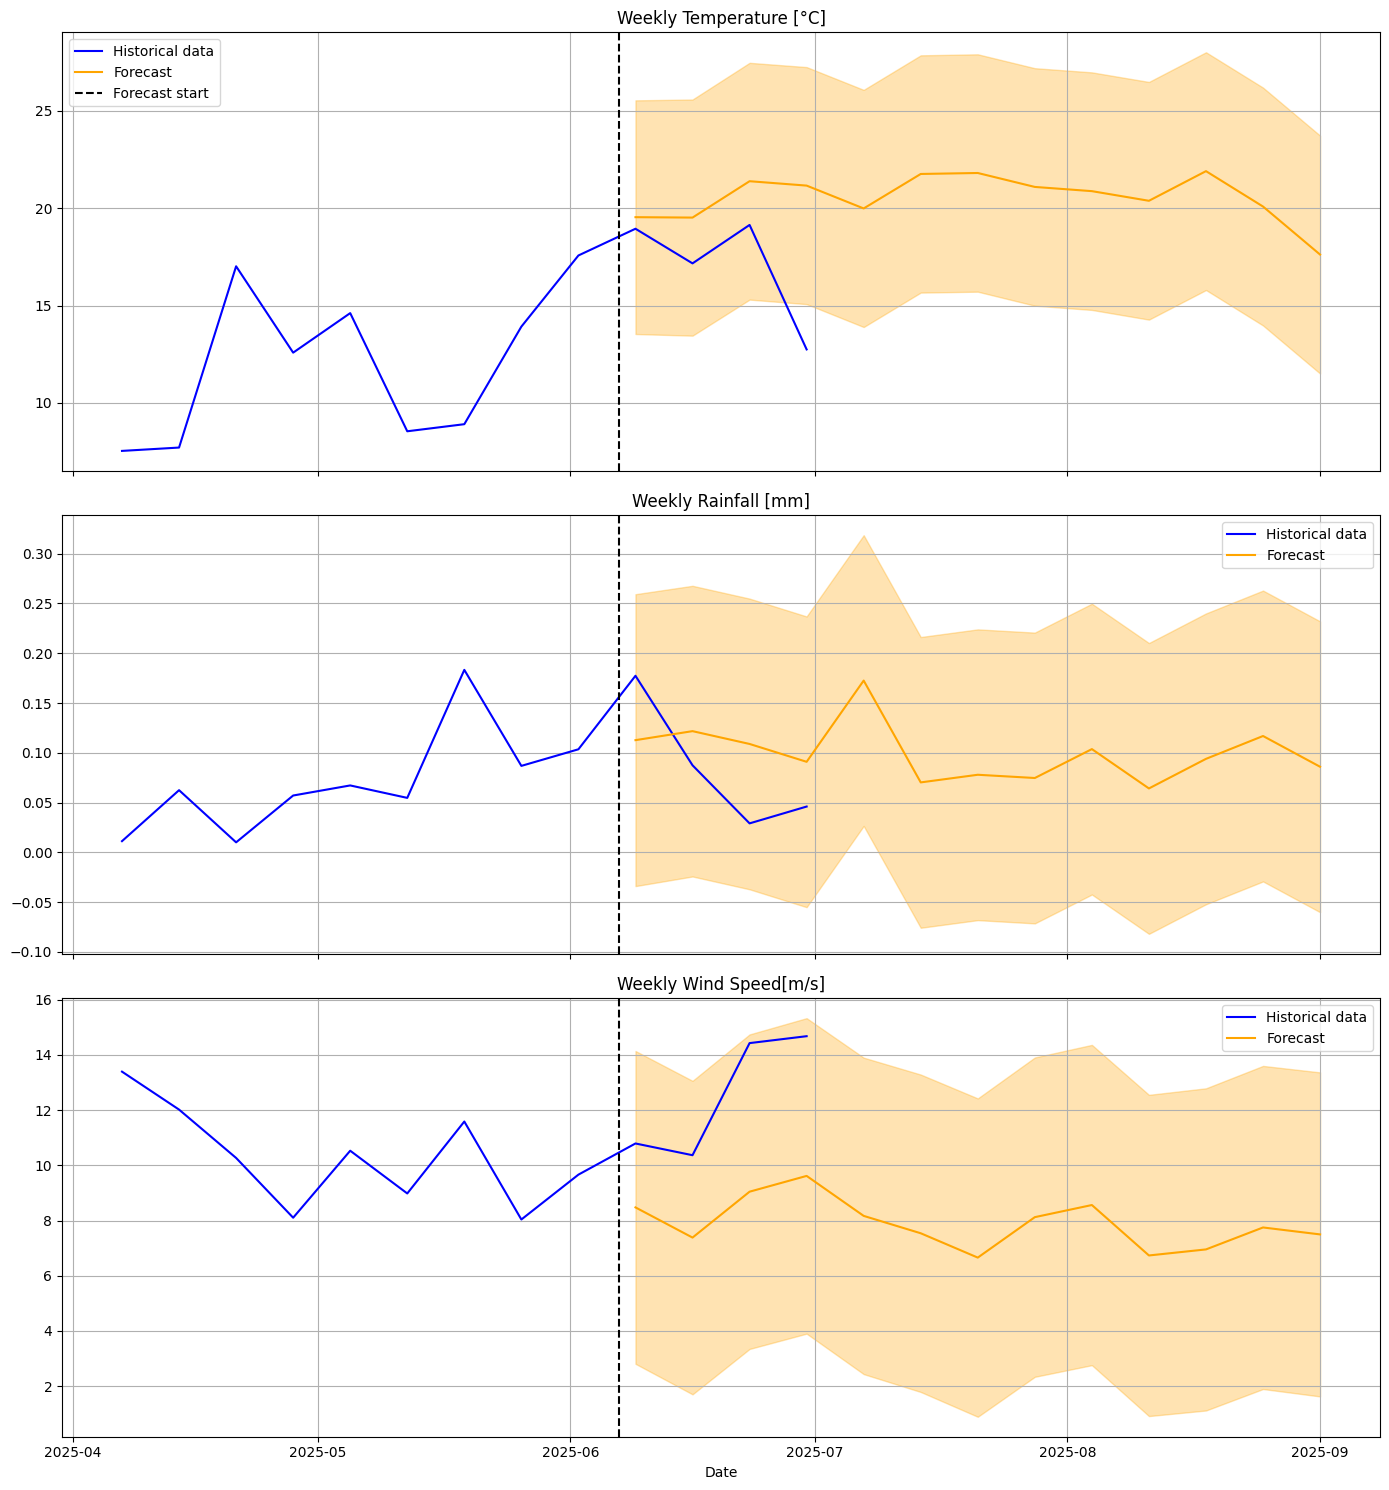 Weekly Temperature [°C]
Historical data
Forecast
Forecast start
25
20
15
10
Weekly Rainfall [mm]
Historical data
Forecast
0.30
0.25
0.20
0.15
0.10
0.05
0.00
−0.05
−0.10
Weekly Wind Speed[m/s]
Historical data
Forecast
16
14
12
10
8
6
4
2
2025-04 2025-05 2025-06 2025-07 2025-08 2025-09
Date